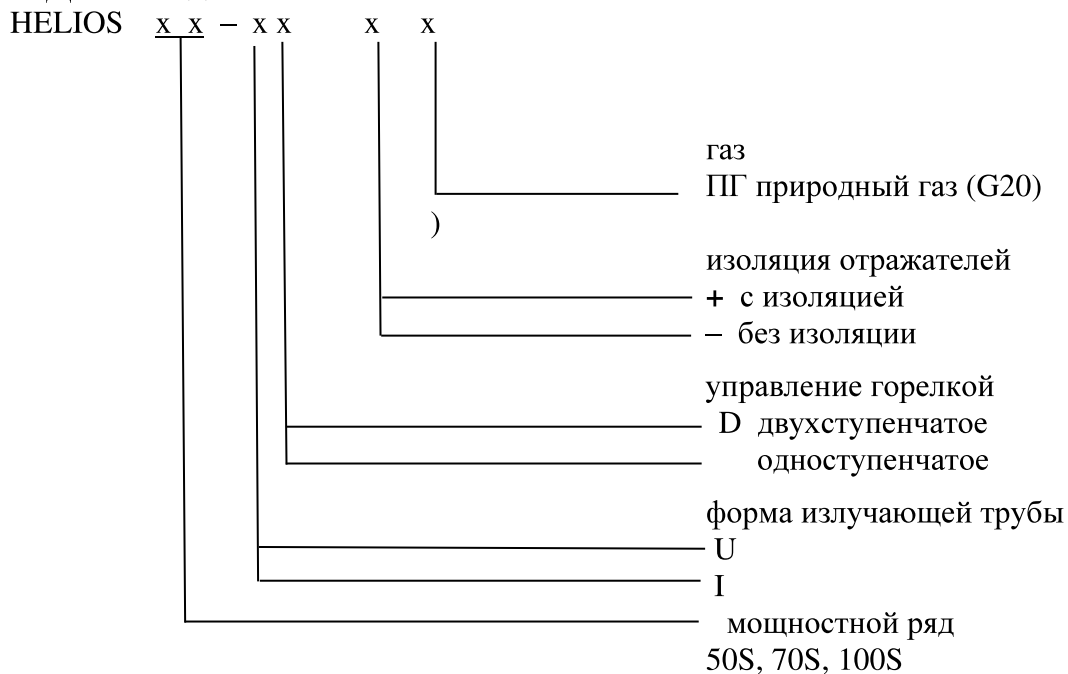 HELIOS x x – x x x x
газ
ПГ природный газ (G20)
)
изоляция отражателей
+ с изоляцией
– без изоляции
управление горелкой
D двухступенчатое
одноступенчатое
форма излучающей трубы
U
I
мощностной ряд
50S, 70S, 100S